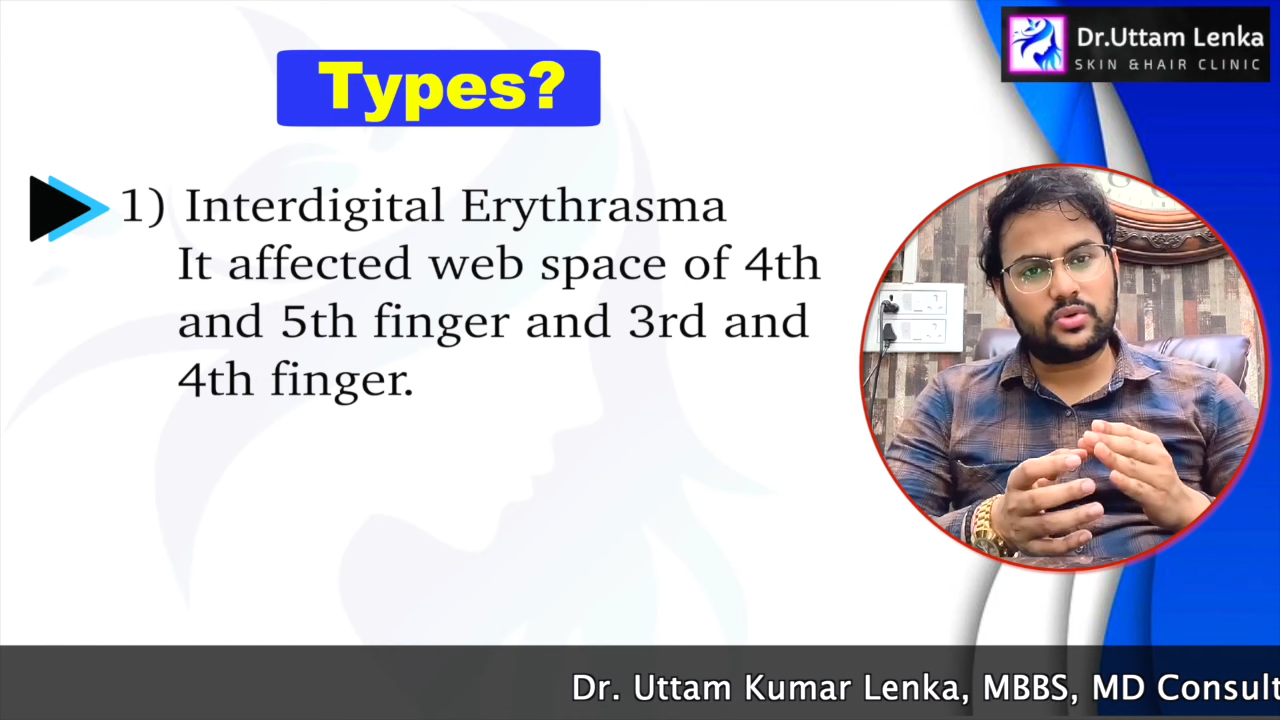 Dr.Uttam Lenka
SKIN &HAIR CLINIC
Types?
1) Interdigital Erythrasma
It affected web space of 4th
and 5th finger and 3rd and
4th finger.
Dr. Uttam Kumar Lenka, MBBS, MD Consult